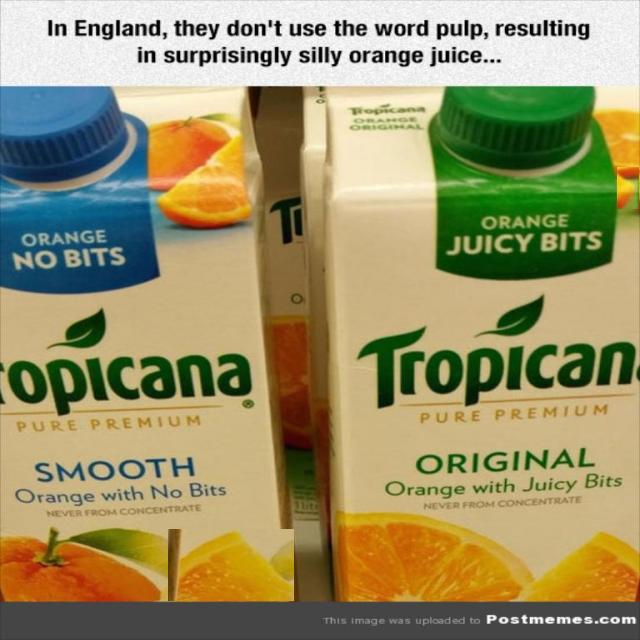 In England, they don't use the word pulp, resulting
in surprisingly silly orange juice...
Tropicana
ORANGE
ORIGINAL
ORANGE
NO BITS
ORANGE
JUICY BITS
ropicana
PURE PREMIUM
Tropican
PURE PREMIUM
SMOOTH
Orange with No Bits
NEVER FROM CONCENTRATE
ORIGINAL
Orange with Juicy Bits
NEVER FROM CONCENTRATE
This image was uploaded to Postmemes.com